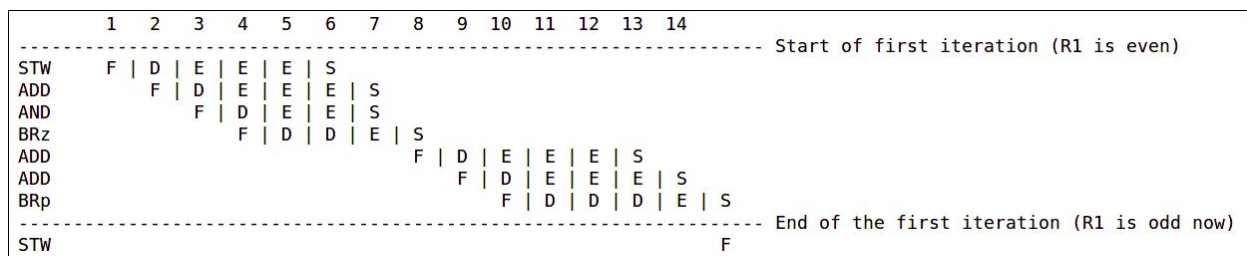 1 2 3 4 5 6 7 8 9 10 11 12 13 14
-------------------------------------------------------------------- Start of first iteration (R1 is even)
STW F | D | E | E | E | S
ADD F | D | E | E | E | S
AND F | D | E | E | S
BRz F | D | D | E | S
ADD F | D | E | E | E | S
ADD F | D | E | E | E | S
BRp F | D | D | D | E | S
-------------------------------------------------------------------- End of the first iteration (R1 is odd now)
STW F